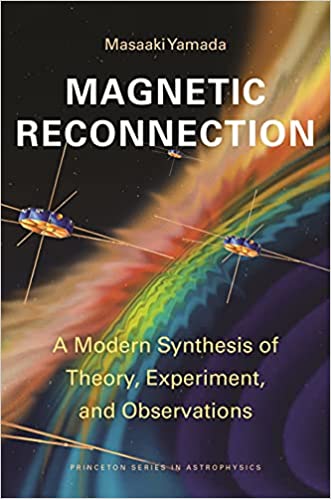 Masaaki Yamada
MAGNETIC
RECONNECTION
A Modern Synthesis of
Theory, Experiment,
and Observations
PRINCETON SERIES IN ASTROPHYSICS